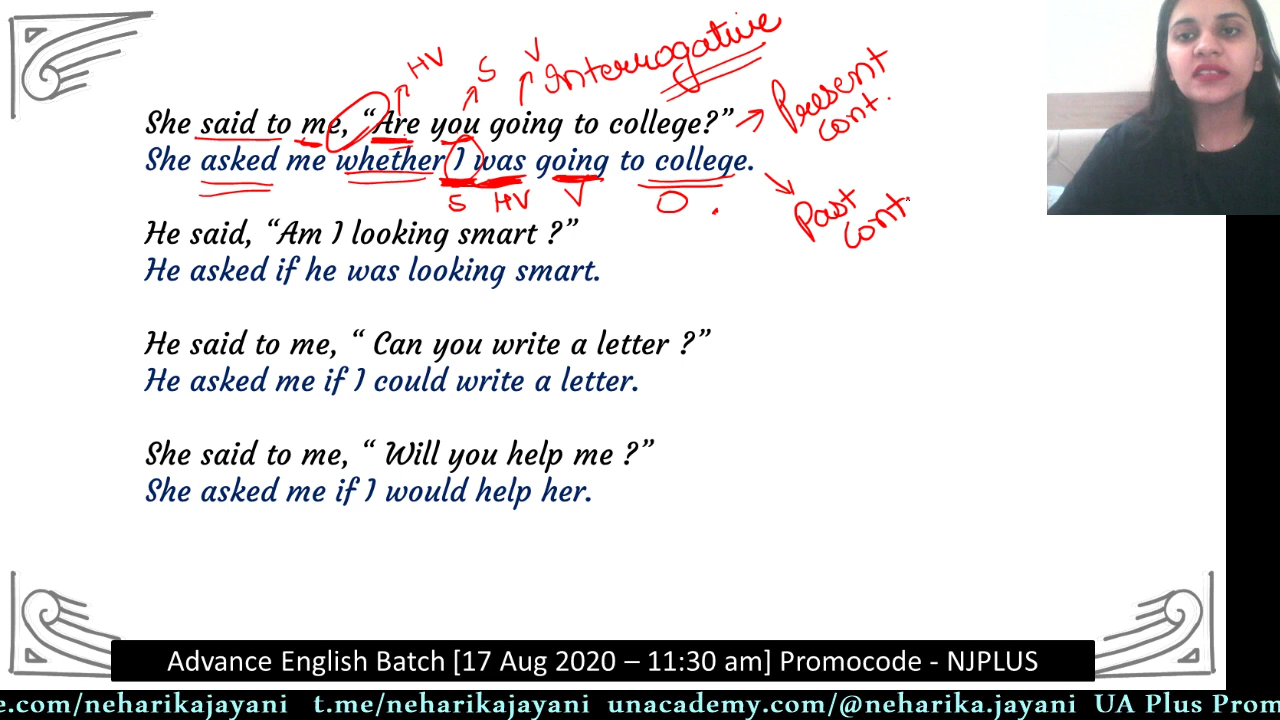 HV S V Interrogative
She said to me, “Are you going to college?” → Present cont.
She asked me whether I was going to college.
S HV V O . Past cont.
He said, “Am I looking smart ?”
He asked if he was looking smart.
He said to me, “ Can you write a letter ?”
He asked me if I could write a letter.
She said to me, “ Will you help me ?”
She asked me if I would help her.
Advance English Batch [17 Aug 2020 – 11:30 am] Promocode - NJPLUS
e.com/neharikajayani t.me/neharikajayani unacademy.com/@neharika.jayani UA Plus Prom